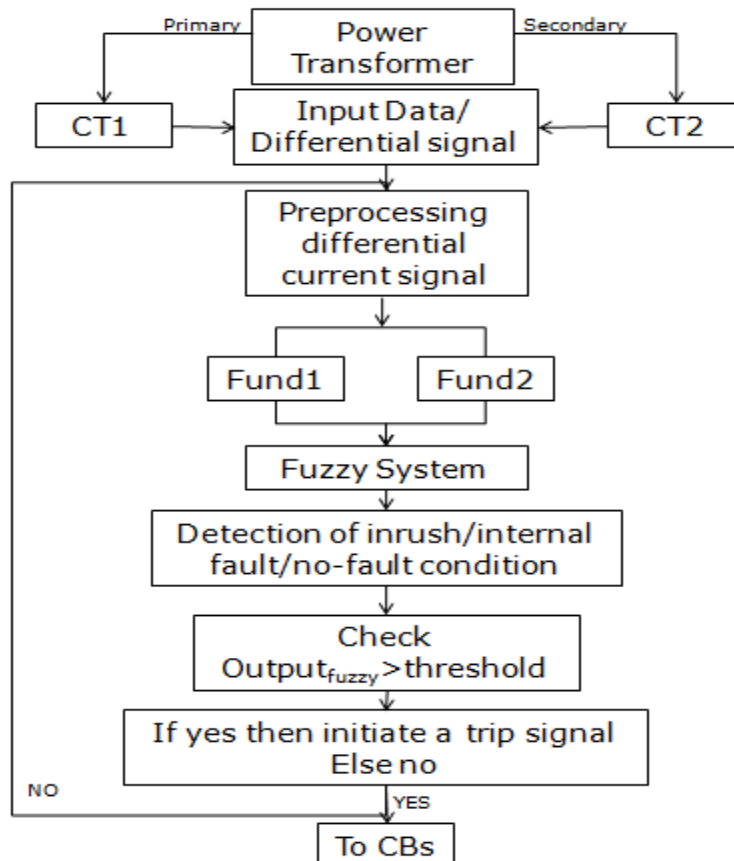 Primary
Power
Transformer
Secondary
CT1
Input Data/
Differential signal
CT2
Preprocessing
differential
current signal
Fund1
Fund2
Fuzzy System
Detection of inrush/internal
fault/no-fault condition
Check
Outputfuzzy>threshold
If yes then initiate a trip signal
Else no
NO
YES
To CBs